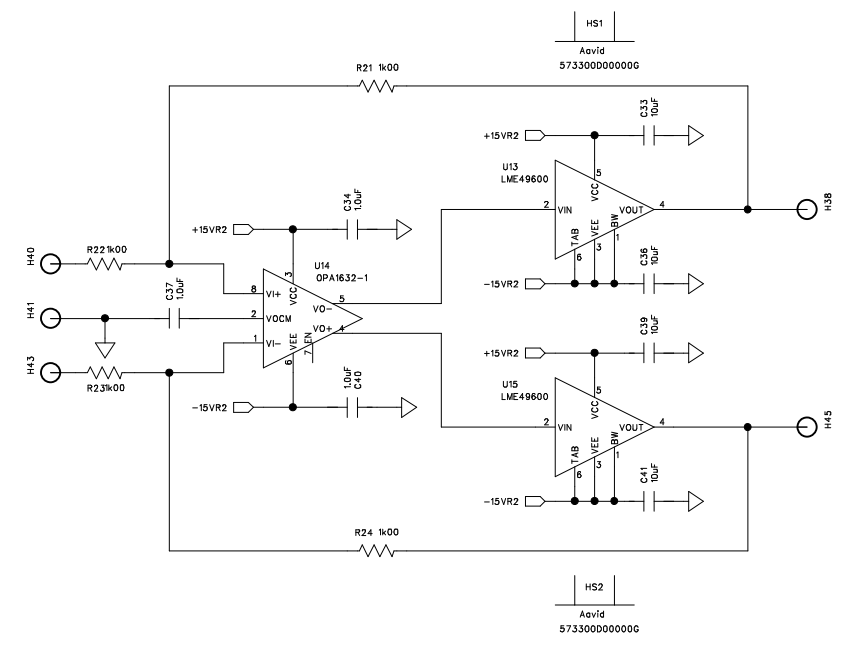 HS1
Aavid
573300D00000G
R21 1k00
C33
10uF
+15VR2
U13
LME49600
5
VCC
2
VIN
VOUT
4
H38
TAB
VEE
BW
6
3
1
C36
10uF
-15VR2
C34
1.0uF
+15VR2
U14
OPA1632-1
3
VCC
H40
R221k00
8
VI+
5
VO-
C37
1.0uF
H41
2
VOCM
VO+
4
1
VI-
VEE
EN
6
7
H43
R231k00
1.0uF
C40
-15VR2
C39
10uF
+15VR2
U15
LME49600
5
VCC
2
VIN
VOUT
4
H45
TAB
VEE
BW
6
3
1
C41
10uF
-15VR2
R24 1k00
HS2
Aavid
573300D00000G